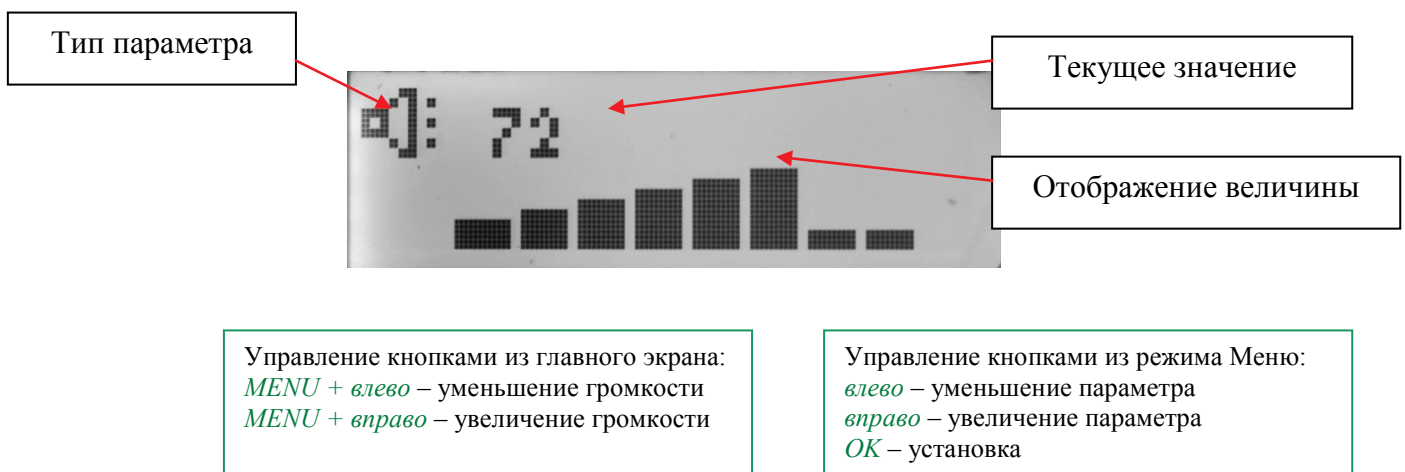 Тип параметра
Текущее значение
72
Отображение величины
Управление кнопками из главного экрана:
MENU + влево – уменьшение громкости
MENU + вправо – увеличение громкости
Управление кнопками из режима Меню:
влево – уменьшение параметра
вправо – увеличение параметра
OK – установка